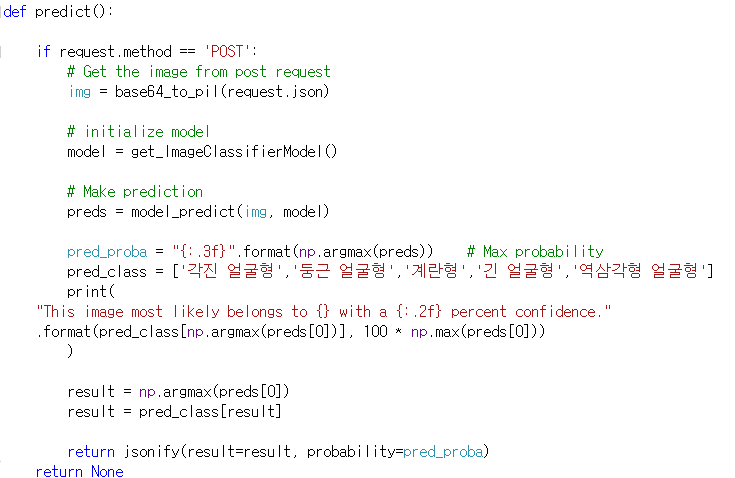 def predict():
if request.method == 'POST':
# Get the image from post request
img = base64_to_pil(request.json)
# initialize model
model = get_ImageClassifierModel()
# Make prediction
preds = model_predict(img, model)
pred_proba = "{:.3f}".format(np.argmax(preds)) # Max probability
pred_class = ['각진 얼굴형','둥근 얼굴형','계란형','긴 얼굴형','역삼각형 얼굴형']
print(
"This image most likely belongs to {} with a {:.2f} percent confidence."
.format(pred_class[np.argmax(preds[0])], 100 * np.max(preds[0]))
)
result = np.argmax(preds[0])
result = pred_class[result]
return jsonify(result=result, probability=pred_proba)
return None